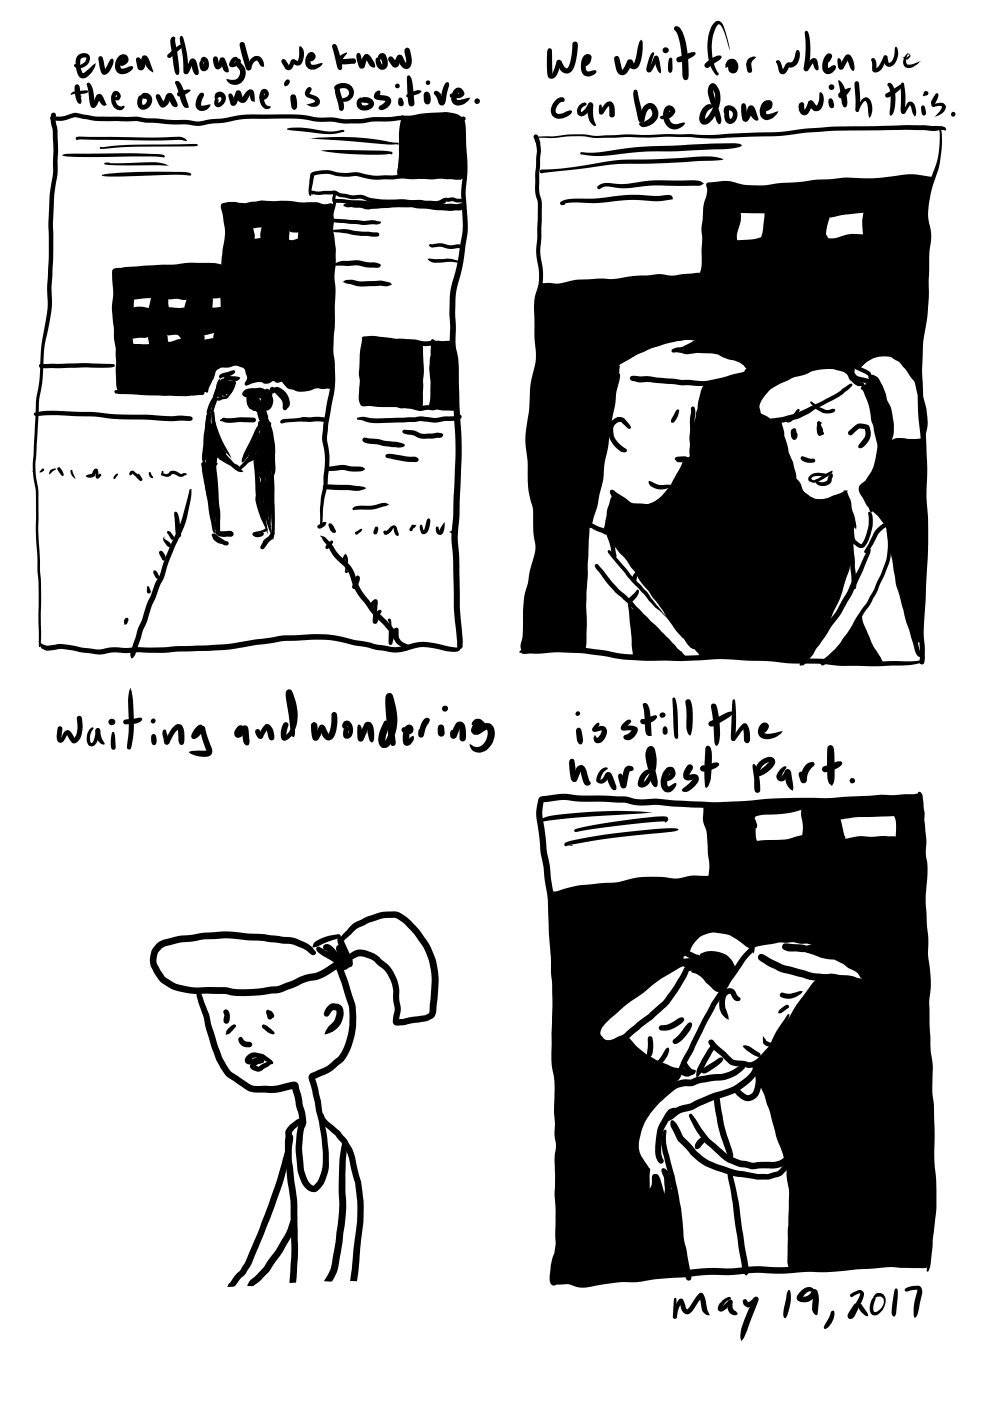 even though we know
the outcome is Positive.
We wait for when we
can be done with this.
waiting and wondering
is still the
hardest part.
May 19, 2017